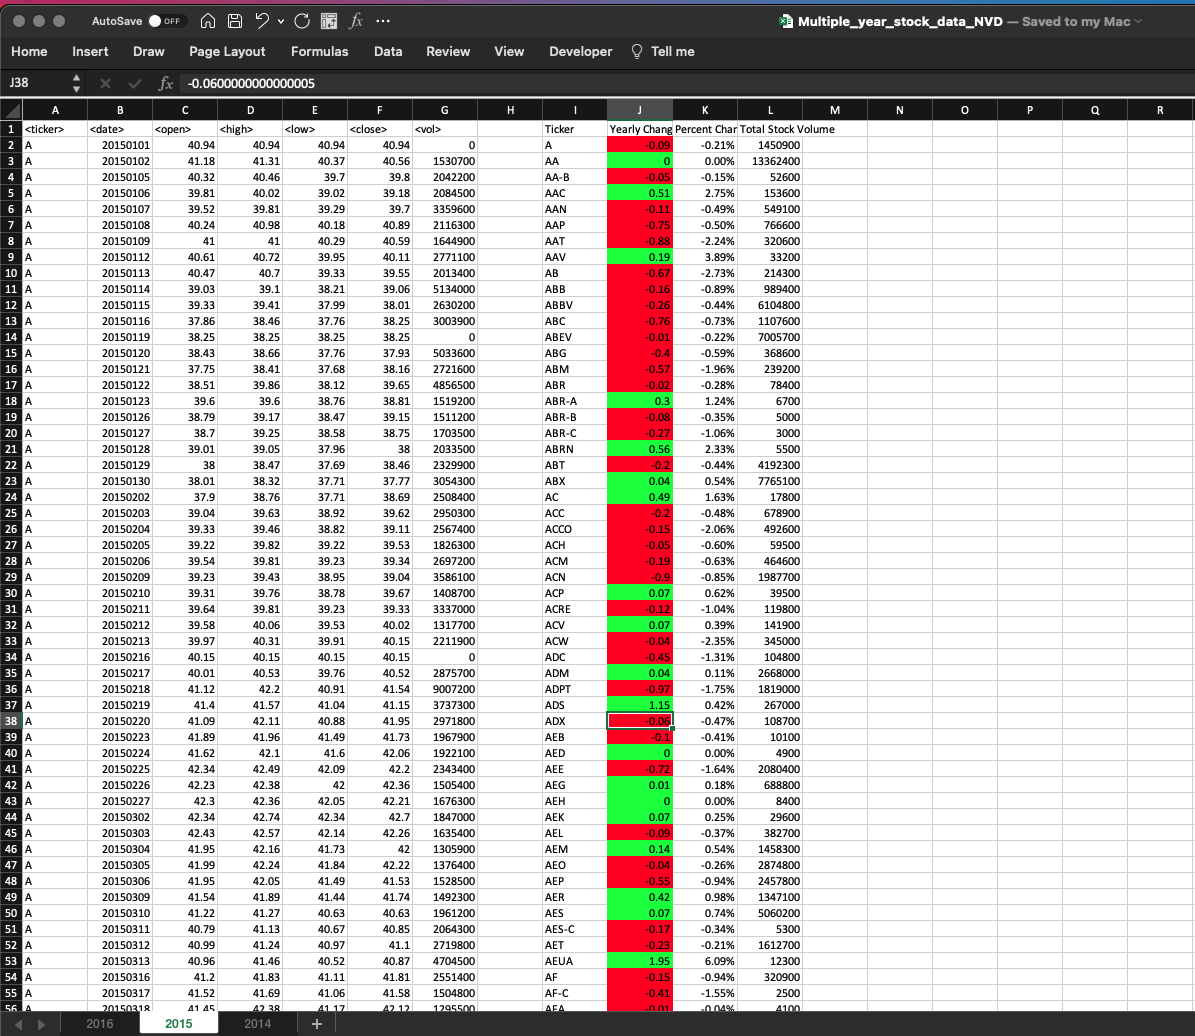 AutoSave OFF
Multiple_year_stock_data_NVD — Saved to my Mac
Home Insert Draw Page Layout Formulas Data Review View Developer Tell me
J38 fx -0.0600000000000005
A B C D E F G H I J K L M N O P Q R
1 <ticker> <date> <open> <high> <low> <close> <vol> Ticker Yearly Chang Percent Char Total Stock Volume
2 A 20150101 40.94 40.94 40.94 40.94 0 A -0.09 -0.21% 1450900
3 A 20150102 41.18 41.31 40.37 40.56 1530700 AA 0 0.00% 13362400
4 A 20150105 40.32 40.46 39.7 39.8 2042200 AA-B -0.05 -0.15% 52600
5 A 20150106 39.81 40.02 39.02 39.18 2084500 AAC 0.51 2.75% 153600
6 A 20150107 39.52 39.81 39.29 39.7 3359600 AAN -0.11 -0.49% 549100
7 A 20150108 40.24 40.98 40.18 40.89 2116300 AAP -0.75 -0.50% 766600
8 A 20150109 41 41 40.29 40.59 1644900 AAT -0.88 -2.24% 320600
9 A 20150112 40.61 40.72 39.95 40.11 2771100 AAV 0.19 3.89% 33200
10 A 20150113 40.47 40.7 39.33 39.55 2013400 AB -0.67 -2.73% 214300
11 A 20150114 39.03 39.1 38.21 39.06 5134000 ABB -0.16 -0.89% 989400
12 A 20150115 39.33 39.41 37.99 38.01 2630200 ABBV -0.26 -0.44% 6104800
13 A 20150116 37.86 38.46 37.76 38.25 3003900 ABC -0.76 -0.73% 1107600
14 A 20150119 38.25 38.25 38.25 38.25 0 ABEV -0.01 -0.22% 7005700
15 A 20150120 38.43 38.66 37.76 37.93 5033600 ABG -0.4 -0.59% 368600
16 A 20150121 37.75 38.41 37.68 38.16 2721600 ABM -0.57 -1.96% 239200
17 A 20150122 38.51 39.86 38.12 39.65 4856500 ABR -0.02 -0.28% 78400
18 A 20150123 39.6 39.6 38.76 38.81 1519200 ABR-A 0.3 1.24% 6700
19 A 20150126 38.79 39.17 38.47 39.15 1511200 ABR-B -0.08 -0.35% 5000
20 A 20150127 38.7 39.25 38.58 38.75 1703500 ABR-C -0.27 -1.06% 3000
21 A 20150128 39.01 39.05 37.96 38 2033500 ABRN 0.56 2.33% 5500
22 A 20150129 38 38.47 37.69 38.46 2329900 ABT -0.2 -0.44% 4192300
23 A 20150130 38.01 38.32 37.71 37.77 3054300 ABX 0.04 0.54% 7765100
24 A 20150202 37.9 38.76 37.71 38.69 2508400 AC 0.49 1.63% 17800
25 A 20150203 39.04 39.63 38.92 39.62 2950300 ACC -0.2 -0.48% 678900
26 A 20150204 39.33 39.46 38.82 39.11 2567400 ACCO -0.15 -2.06% 492600
27 A 20150205 39.22 39.82 39.22 39.53 1826300 ACH -0.05 -0.60% 59500
28 A 20150206 39.54 39.81 39.23 39.34 2697200 ACM -0.19 -0.63% 464600
29 A 20150209 39.23 39.43 38.95 39.04 3586100 ACN -0.9 -0.85% 1987700
30 A 20150210 39.31 39.76 38.78 39.67 1408700 ACP 0.07 0.62% 39500
31 A 20150211 39.64 39.81 39.23 39.33 3337000 ACRE -0.12 -1.04% 119800
32 A 20150212 39.58 40.06 39.53 40.02 1317700 ACV 0.07 0.39% 141900
33 A 20150213 39.97 40.31 39.91 40.15 2211900 ACW -0.04 -2.35% 345000
34 A 20150216 40.15 40.15 40.15 40.15 0 ADC -0.45 -1.31% 104800
35 A 20150217 40.01 40.53 39.76 40.52 2875700 ADM 0.04 0.11% 2668000
36 A 20150218 41.12 42.2 40.91 41.54 9007200 ADPT -0.97 -1.75% 1819000
37 A 20150219 41.4 41.57 41.04 41.15 3737300 ADS 1.15 0.42% 267000
38 A 20150220 41.09 42.11 40.88 41.95 2971800 ADX -0.06 -0.47% 108700
39 A 20150223 41.89 41.96 41.49 41.73 1967900 AEB -0.1 -0.41% 10100
40 A 20150224 41.62 42.1 41.6 42.06 1922100 AED 0 0.00% 4900
41 A 20150225 42.34 42.49 42.09 42.2 2343400 AEE -0.72 -1.64% 2080400
42 A 20150226 42.23 42.38 42 42.36 1505400 AEG 0.01 0.18% 688800
43 A 20150227 42.3 42.36 42.05 42.21 1676300 AEH 0 0.00% 8400
44 A 20150302 42.34 42.74 42.34 42.7 1847000 AEK 0.07 0.25% 29600
45 A 20150303 42.43 42.57 42.14 42.26 1635400 AEL -0.09 -0.37% 382700
46 A 20150304 41.95 42.16 41.73 42 1305900 AEM 0.14 0.54% 1458300
47 A 20150305 41.99 42.24 41.84 42.22 1376400 AEO -0.04 -0.26% 2874800
48 A 20150306 41.95 42.05 41.49 41.53 1528500 AEP -0.55 -0.94% 2457800
49 A 20150309 41.54 41.89 41.44 41.74 1492300 AER 0.42 0.98% 1347100
50 A 20150310 41.22 41.27 40.63 40.63 1961200 AES 0.07 0.74% 5060200
51 A 20150311 40.79 41.13 40.67 40.85 2064300 AES-C -0.17 -0.34% 5300
52 A 20150312 40.99 41.24 40.97 41.1 2719800 AET -0.23 -0.21% 1612700
53 A 20150313 40.96 41.46 40.52 40.87 4704500 AEUA 1.95 6.09% 12300
54 A 20150316 41.2 41.83 41.11 41.81 2551400 AF -0.15 -0.94% 320900
55 A 20150317 41.52 41.69 41.06 41.58 1504800 AF-C -0.41 -1.55% 2500
56 A 20150318 41.45 42.38 41.17 42.12 1295500 AFA -0.01 -0.04% 4100
2016 2015 2014 +